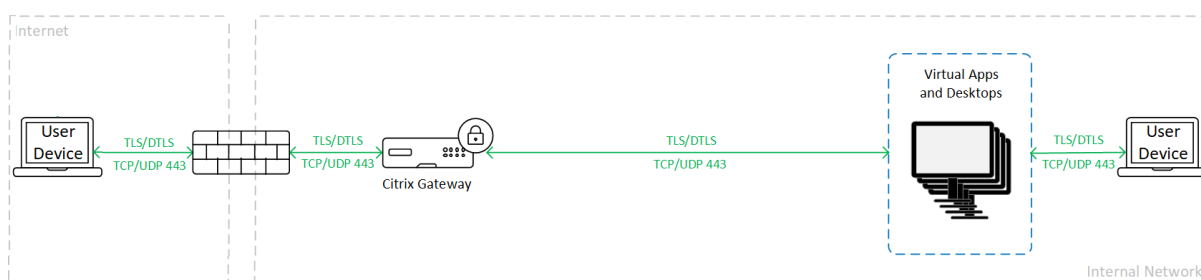 Internet
User
Device
TLS/DTLS
TCP/UDP 443
TLS/DTLS
TCP/UDP 443
Citrix Gateway
TLS/DTLS
TCP/UDP 443
Virtual Apps
and Desktops
TLS/DTLS
TCP/UDP 443
User
Device
Internal Network